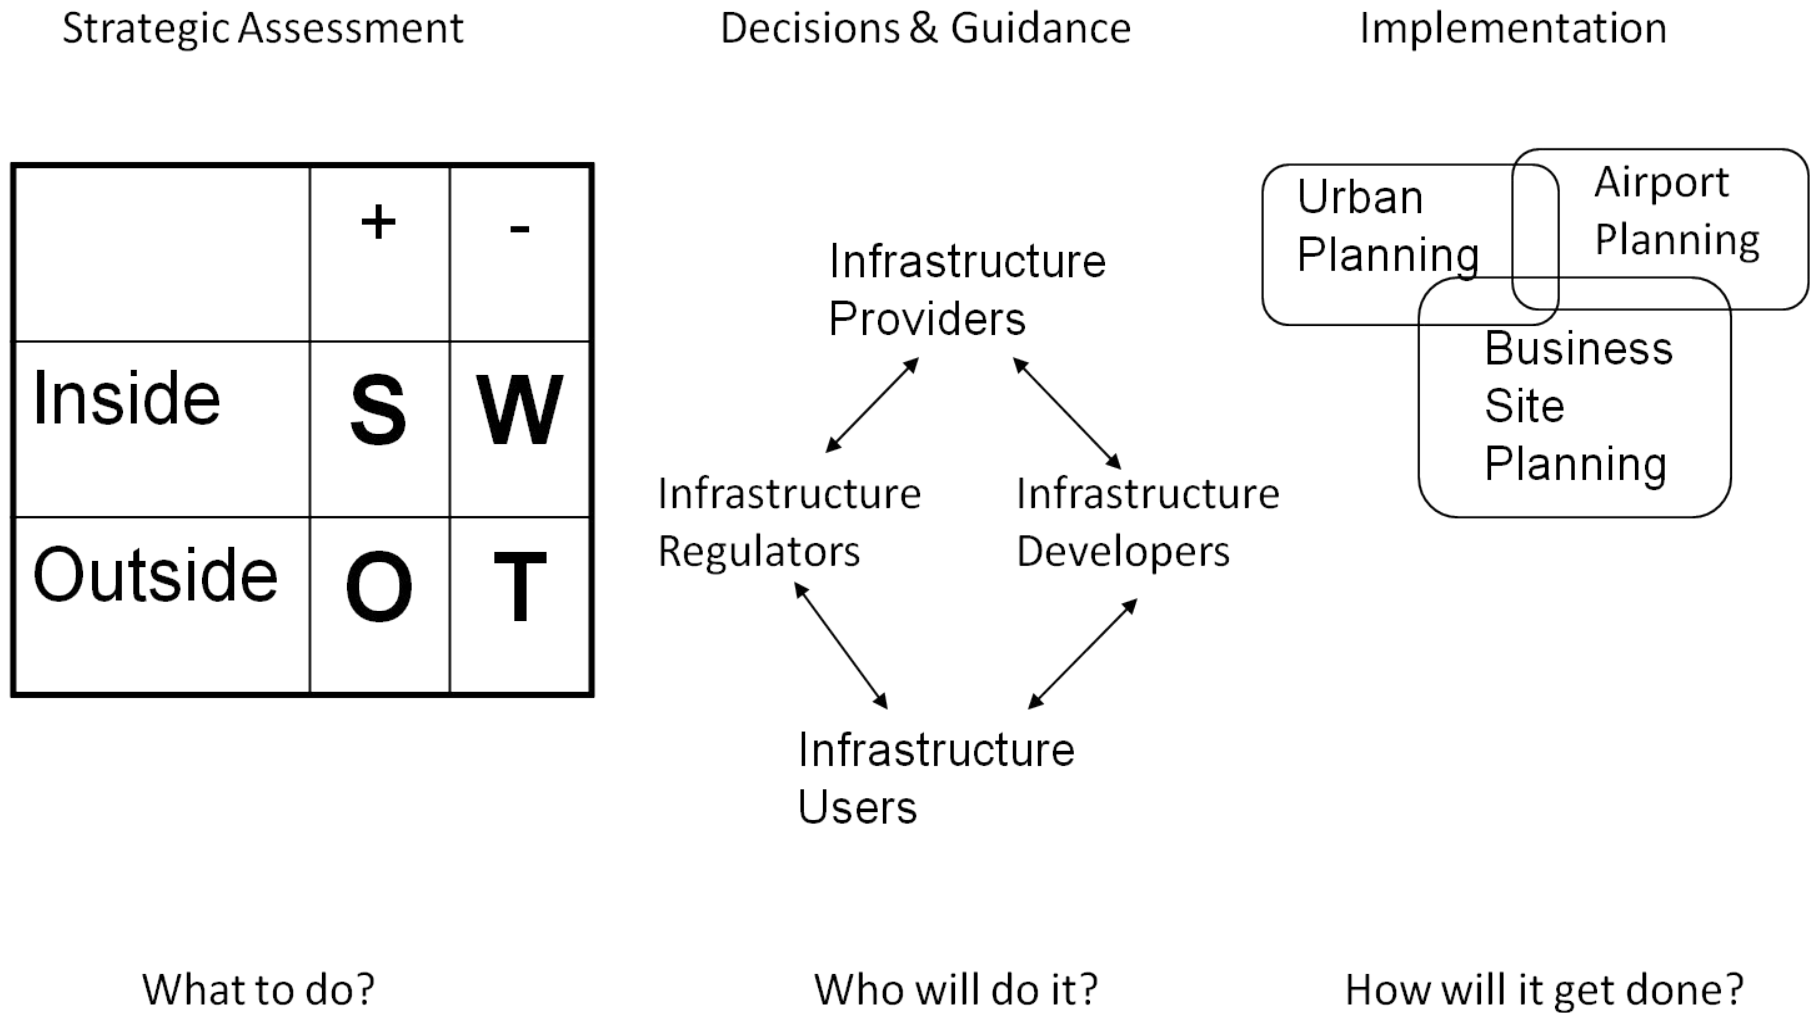 Strategic Assessment
Decisions & Guidance
Implementation
+
-
Inside
S
W
Outside
O
T
Infrastructure
Providers
Infrastructure
Regulators
Infrastructure
Developers
Infrastructure
Users
Urban
Planning
Airport
Planning
Business
Site
Planning
What to do?
Who will do it?
How will it get done?